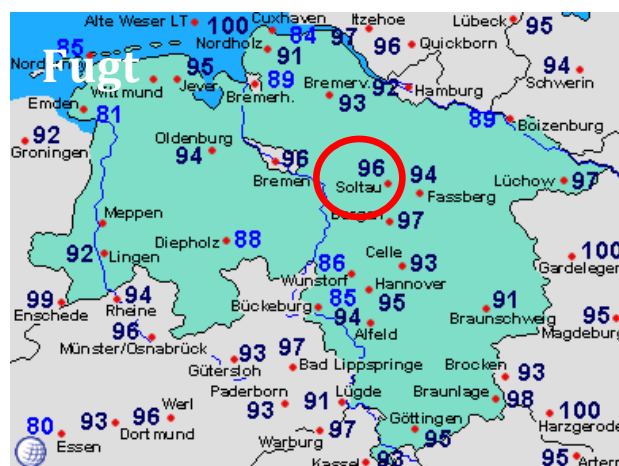 Alte Weser LT 100 Cuxhaven 84 97 Itzehoe Lübeck 95
85 Nordholz 91 96 Quickborn
Fugt
95 89 Bremerv. 92 94
Wittmund Jever Bremerh. 93 Hamburg Schwerin
Emden 81 89 Boizenburg
92 Oldenburg
Groningen 94 96 96 94
Bremen Soltau Fassberg Lüchow 97
97
Meppen Diepholz 88
92 Lingen 86 Celle 93 100
Wunstorf Hannover Gardelegen
99 94 85 95 91
Enschede Rheine Bückeburg 94 Braunschweig 95
96 Alfeld Magdeburg
Münster/Osnabrück
93 97 Bad Lippspringe Brocken
Gütersloh 93
Paderborn 91 Lügde Braunlage 98
80 93 96 Werl 93 100
Essen Dortmund Göttingen Harzgerode
Warburg 97 95
Kassel 93 95 Artern